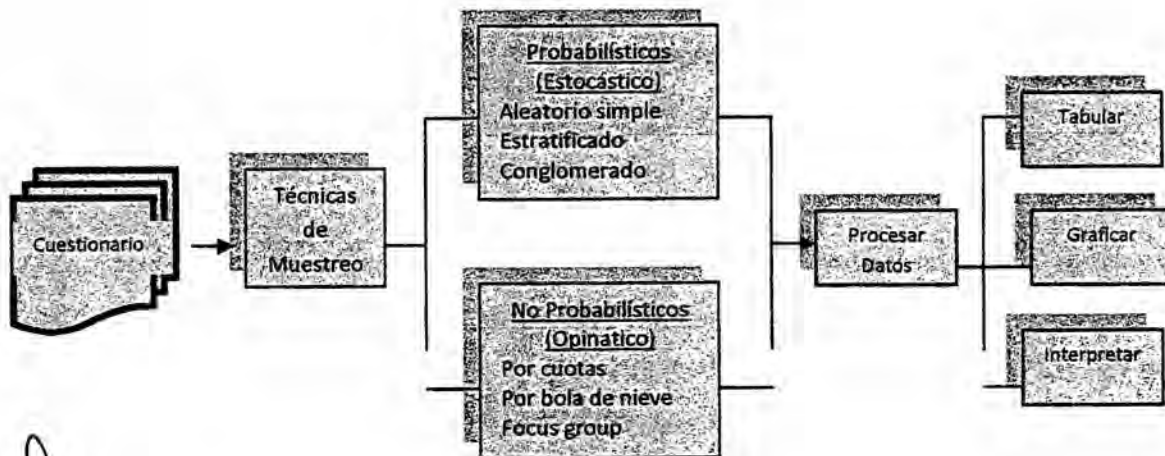 Cuestionario
Técnicas
de
Muestreo
Probabilísticos
(Estocástico)
Aleatorio simple
Estratificado
Conglomerado
No Probabilísticos
(Opinatico)
Por cuotas
Por bola de nieve
Focus group
Procesar
Datos
Tabular
Graficar
Interpretar